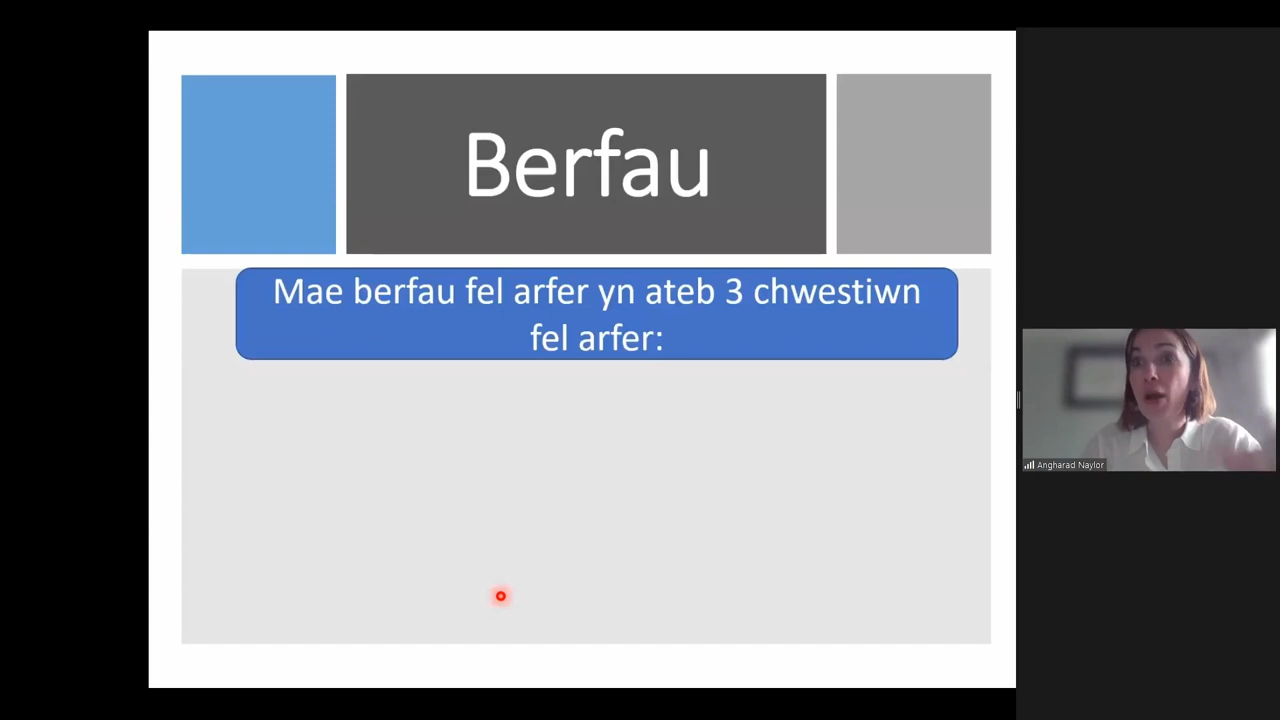 Berfau
Mae berfau fel arfer yn ateb 3 chwestiwn
fel arfer:
Angharad Naylor